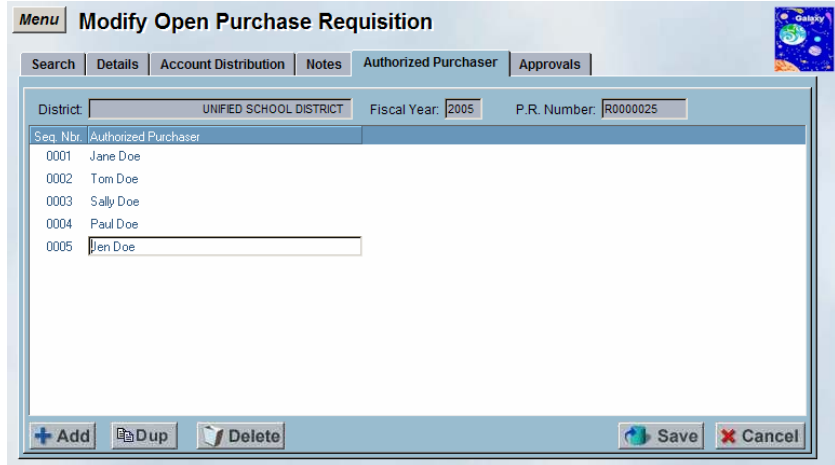 Menu Modify Open Purchase Requisition
Galaxy
Search Details Account Distribution Notes Authorized Purchaser Approvals
District: UNIFIED SCHOOL DISTRICT Fiscal Year: 2005 P.R. Number: R0000025
Seq. Nbr. Authorized Purchaser
0001 Jane Doe
0002 Tom Doe
0003 Sally Doe
0004 Paul Doe
0005 Jen Doe
Add Dup Delete Save Cancel